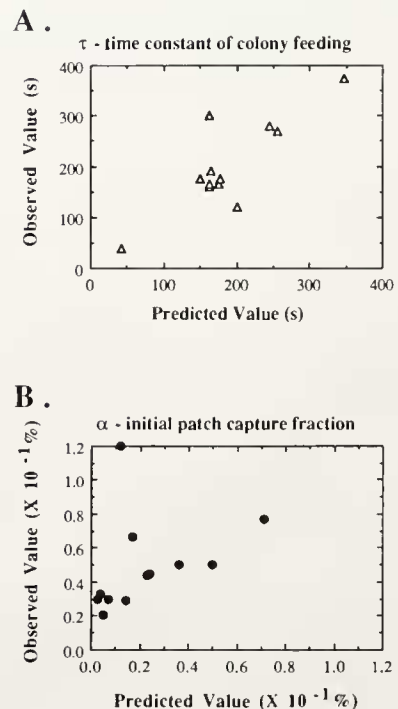 A .
τ - time constant of colony feeding
400
300
200
100
0
Observed Value (s)
0 100 200 300 400
Predicted Value (s)
B .
α - initial patch capture fraction
1.2
1.0
0.8
0.6
0.4
0.2
0.0
Observed Value (X 10 -1 %)
0.0 0.2 0.4 0.6 0.8 1.0 1.2
Predicted Value (X 10 -1 %)